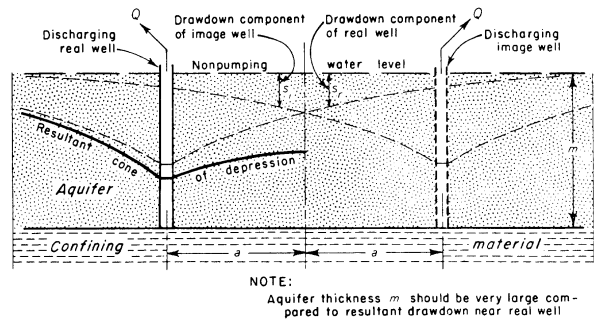 Q
Q
Discharging
real well
Drawdown component
of image well
Drawdown component
of real well
Discharging
image well
Nonpumping water level
Resultant cone of depression
m
Aquifer
Confining material
a
a
NOTE:
Aquifer thickness m should be very large com-
pared to resultant drawdown near real well